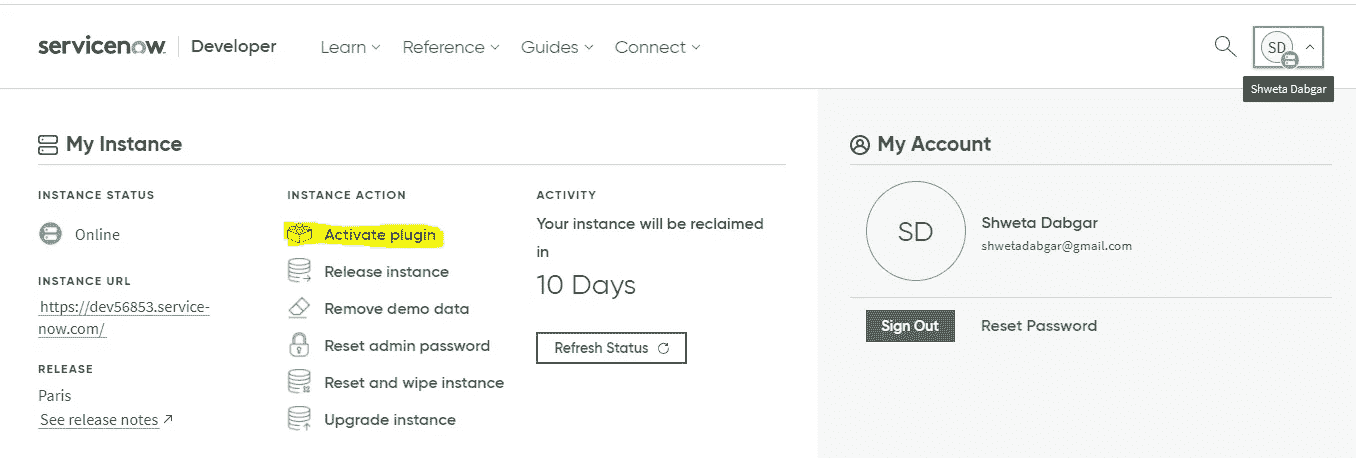 servicenow. Developer Learn Reference Guides Connect SD
Shweta Dabgar
My Instance
INSTANCE STATUS
Online
INSTANCE URL
https://dev56853.service-
now.com/
RELEASE
Paris
See release notes
INSTANCE ACTION
Activate plugin
Release instance
Remove demo data
Reset admin password
Reset and wipe instance
Upgrade instance
ACTIVITY
Your instance will be reclaimed
in
10 Days
Refresh Status
My Account
SD
Shweta Dabgar
shwetadabgar@gmail.com
Sign Out Reset Password